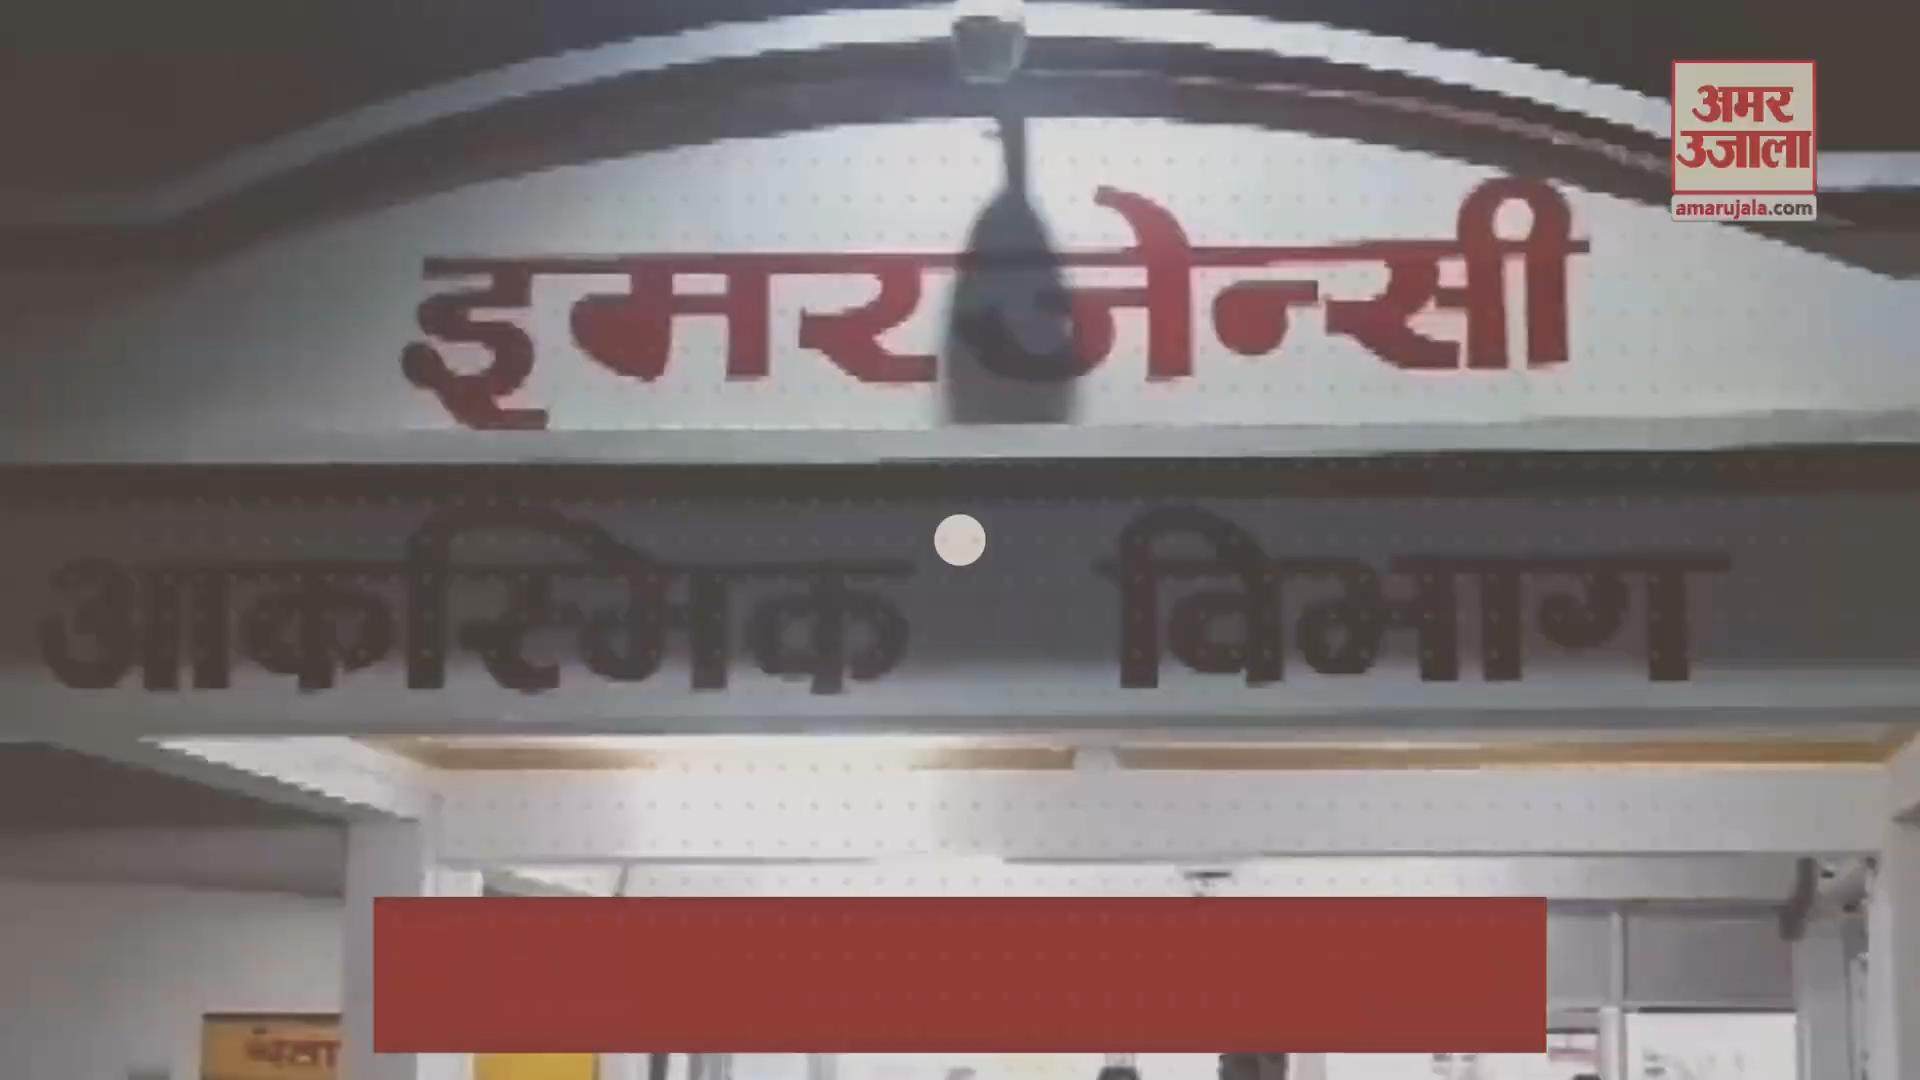 अमर
उजाला
amarujala.com
इमरजेन्सी
आकस्मिक विभाग